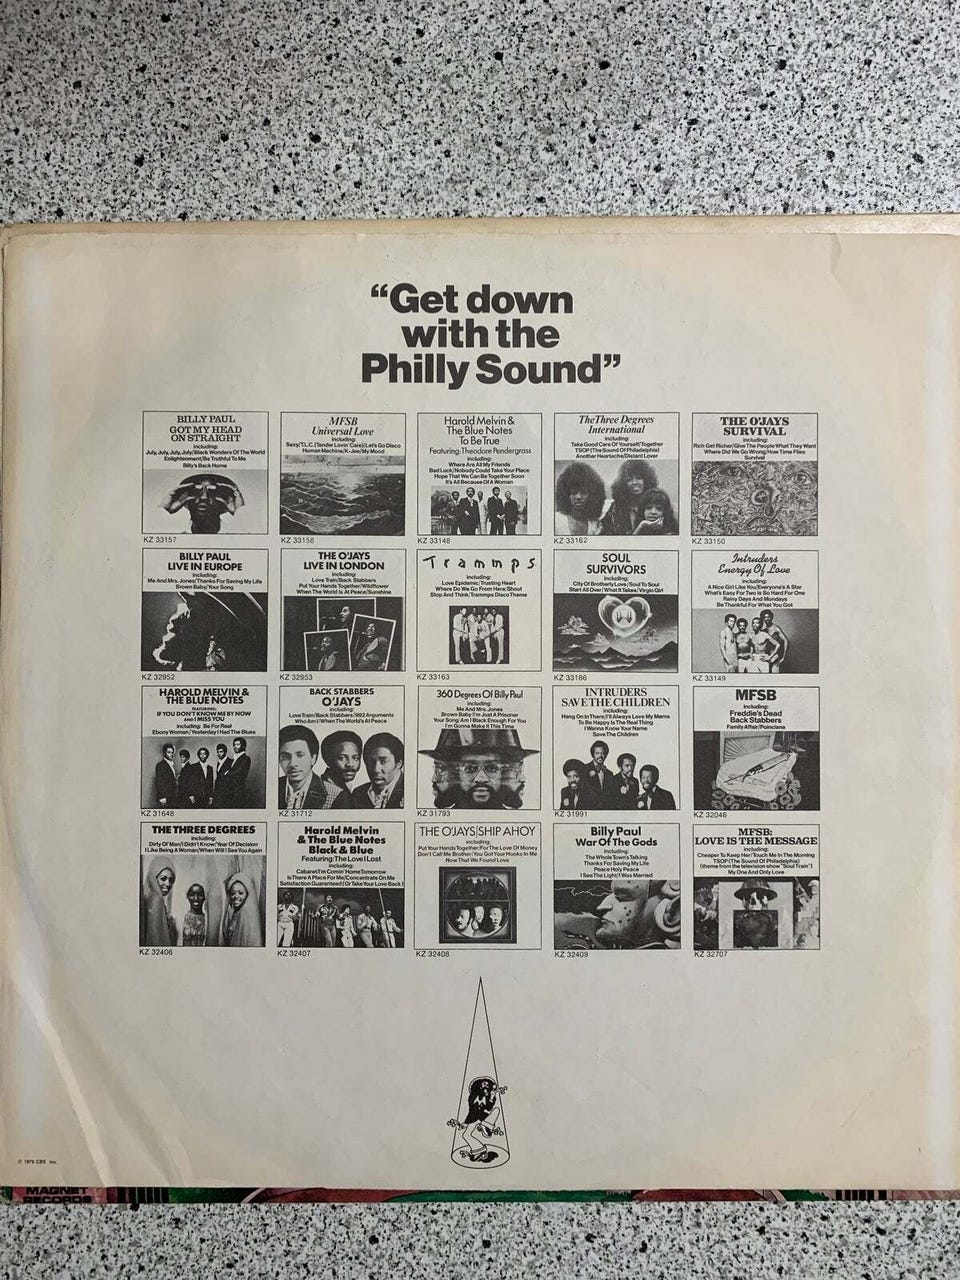 “Get down
with the
Philly Sound”
BILLY PAUL
GOT MY HEAD
ON STRAIGHT
including:
July, July, July, July/Black Wonders Of The World
Enlightenment/Be Truthful To Me
Billy's Back Home
KZ 33157
MFSB
Universal Love
including:
Sexy/T.L.C. (Tender Lovin' Care)/Let's Go Disco
Human Machine/K-Jee/My Mood
KZ 33158
Harold Melvin &
The Blue Notes
To Be True
Featuring: Theodore Pendergrass
including:
Where Are All My Friends
Bad Luck/Nobody Could Take Your Place
Hope That We Can Be Together Soon
It's All Because Of A Woman
KZ 33148
The Three Degrees
International
including:
Take Good Care Of Yourself/Together
TSOP (The Sound Of Philadelphia)
Another Heartache/Distant Lover
KZ 33162
THE O'JAYS
SURVIVAL
including:
Rich Get Richer/Give The People What They Want
Where Did We Go Wrong/How Time Flies
Survival
KZ 33150
BILLY PAUL
LIVE IN EUROPE
including:
Me And Mrs. Jones/Thanks For Saving My Life
Brown Baby/Your Song
KZ 32952
THE O'JAYS
LIVE IN LONDON
including:
Love Train/Back Stabbers
Put Your Hands Together/Wildflower
When The World Is At Peace/Sunshine
KZ 32953
Trammps
including:
Love Epidemic/Trusting Heart
Where Do We Go From Here/Shout
Stop And Think/Trammps Disco Theme
KZ 33163
SOUL
SURVIVORS
including:
City Of Brotherly Love/Soul To Soul
Start All Over/What It Takes/Virgin Girl
KZ 33186
Intruders
Energy Of Love
including:
A Nice Girl Like You/Everyone's A Star
What's Easy For Two Is So Hard For One
Rainy Days And Mondays
Be Thankful For What You Got
KZ 33149
HAROLD MELVIN &
THE BLUE NOTES
FEATURING:
IF YOU DON'T KNOW ME BY NOW
AND I MISS YOU
including: Be For Real
Ebony Woman/Yesterday I Had The Blues
KZ 31648
BACK STABBERS
O'JAYS
including:
Love Train/Back Stabbers/992 Arguments
Who Am I/When The World's At Peace
KZ 31712
360 Degrees Of Billy Paul
including:
Me And Mrs. Jones
Brown Baby/I'm Just A Prisoner
Your Song/Am I Black Enough For You
I'm Gonna Make It This Time
KZ 31793
INTRUDERS
SAVE THE CHILDREN
including:
Hang On In There/I'll Always Love My Mama
To Be Happy Is The Real Thing
I Wanna Know Your Name
Save The Children
KZ 31991
MFSB
including:
Freddie's Dead
Back Stabbers
Family Affair/Poinciana
KZ 32046
THE THREE DEGREES
including:
Dirty Ol' Man/I Didn't Know/Year Of Decision
I Like Being A Woman/When Will I See You Again
KZ 32406
Harold Melvin
& The Blue Notes
Black & Blue
Featuring: The Love I Lost
including:
Cabaret/I'm Comin' Home Tomorrow
Is There A Place For Me/Concentrate On Me
Satisfaction Guaranteed (Or Take Your Love Back)
KZ 32407
THE O'JAYS/SHIP AHOY
including:
Put Your Hands Together/For The Love Of Money
Don't Call Me Brother/You Got Your Hooks In Me
Now That We Found Love
KZ 32408
Billy Paul
War Of The Gods
including:
The Whole Town's Talking
Thanks For Saving My Life
Peace Holy Peace
I See The Light/I Was Married
KZ 32409
MFSB:
LOVE IS THE MESSAGE
including:
Cheaper To Keep Her/Touch Me In The Morning
TSOP (The Sound Of Philadelphia)
(theme from the television show "Soul Train")
My One And Only Love
KZ 32707
© 1975 CBS Inc.
MAGNET
RECORDS